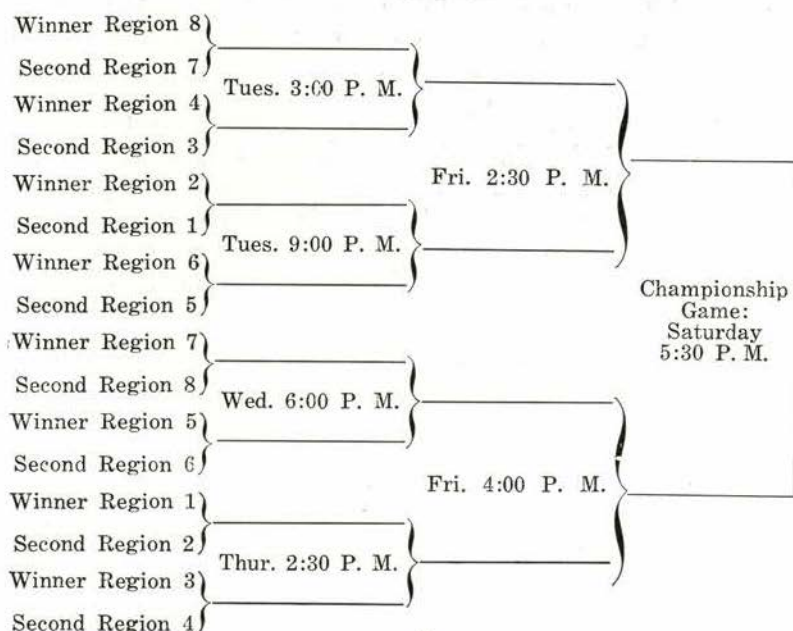 Winner Region 8
Second Region 7
Tues. 3:00 P. M.
Winner Region 4
Second Region 3
Fri. 2:30 P. M.
Winner Region 2
Second Region 1
Tues. 9:00 P. M.
Winner Region 6
Second Region 5
Championship
Game:
Saturday
5:30 P. M.
Winner Region 7
Second Region 8
Wed. 6:00 P. M.
Winner Region 5
Second Region 6
Fri. 4:00 P. M.
Winner Region 1
Second Region 2
Thur. 2:30 P. M.
Winner Region 3
Second Region 4